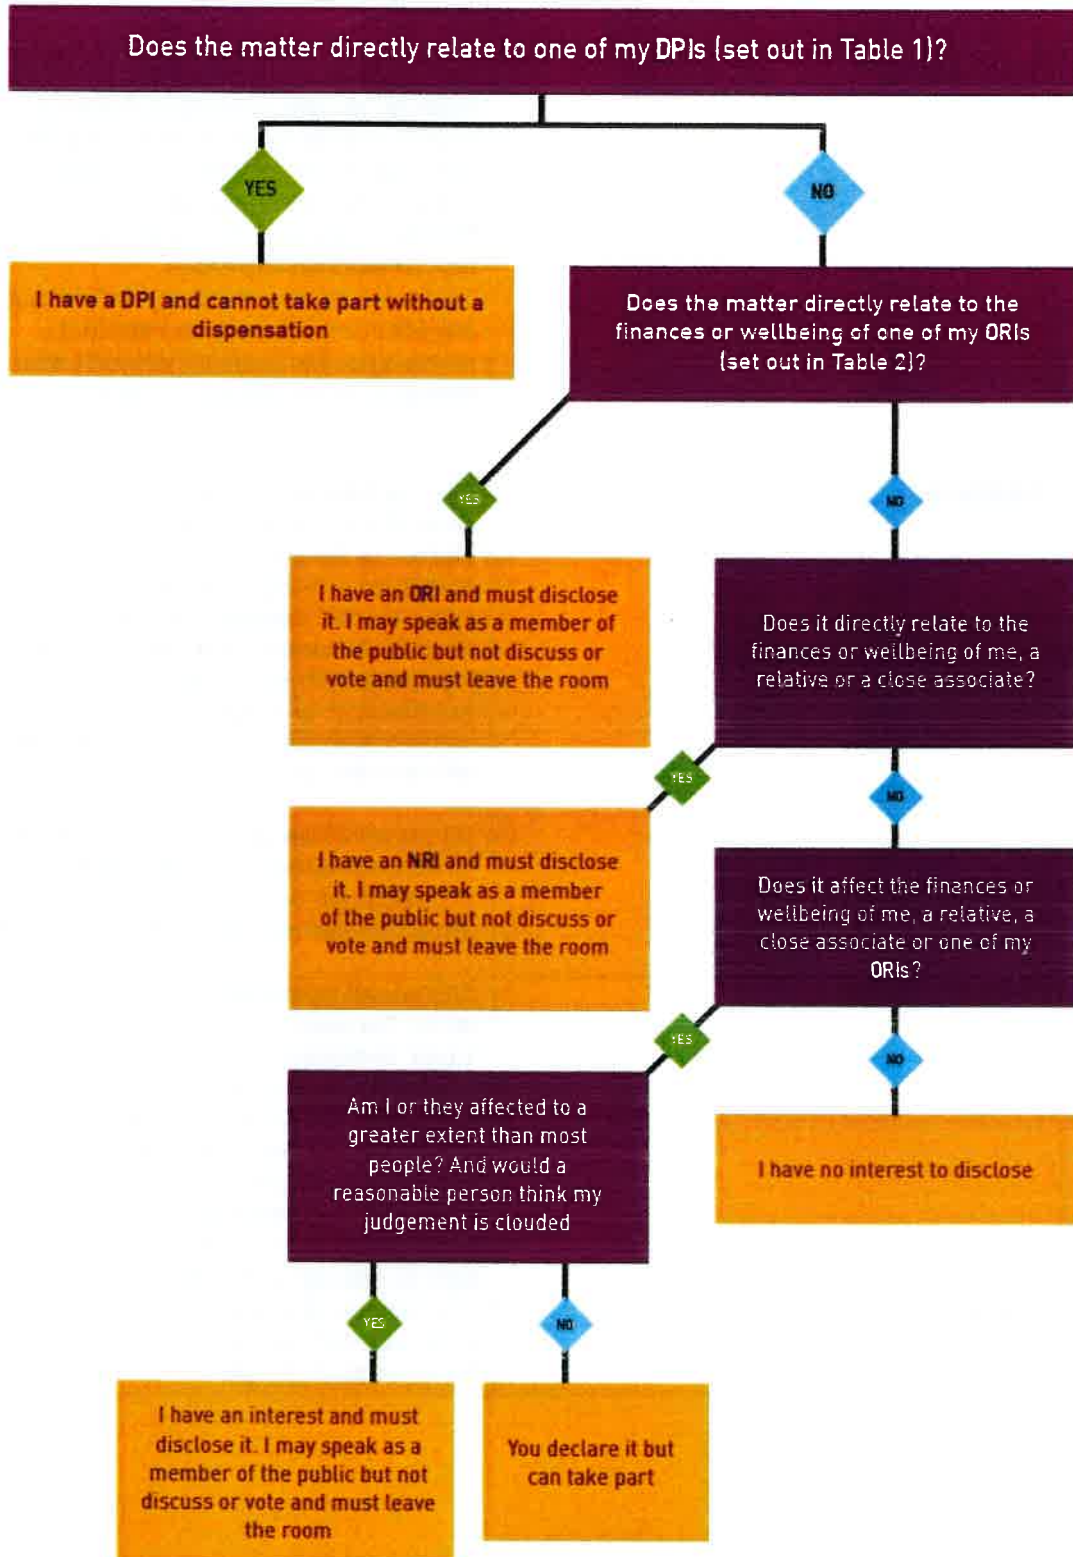 Does the matter directly relate to one of my DPIs (set out in Table 1)?
YES
NO
I have a DPI and cannot take part without a
dispensation
Does the matter directly relate to the
finances or wellbeing of one of my ORIs
(set out in Table 2)?
YES
NO
I have an ORI and must disclose
it. I may speak as a member of
the public but not discuss or
vote and must leave the room
Does it directly relate to the
finances or wellbeing of me, a
relative or a close associate?
YES
NO
I have an NRI and must disclose
it. I may speak as a member
of the public but not discuss or
vote and must leave the room
Does it affect the finances or
wellbeing of me, a relative, a
close associate or one of my
ORIs?
YES
NO
Am I or they affected to a
greater extent than most
people? And would a
reasonable person think my
judgement is clouded
I have no interest to disclose
YES
NO
I have an interest and must
disclose it. I may speak as a
member of the public but not
discuss or vote and must leave
the room
You declare it but
can take part